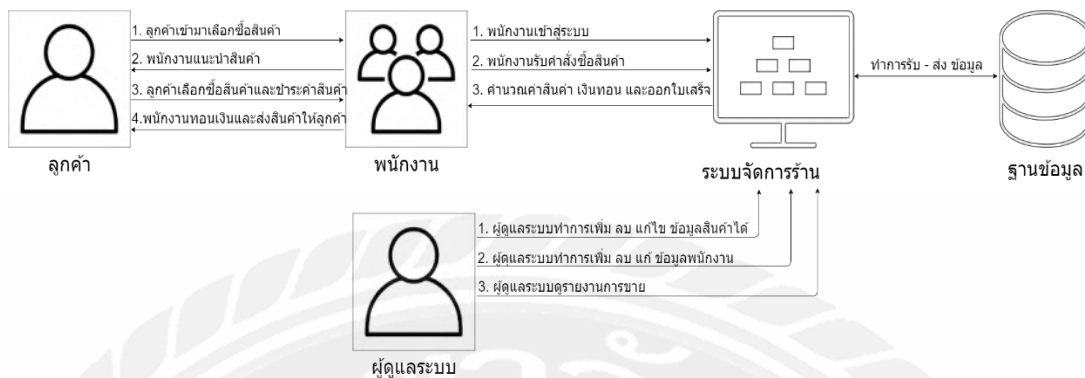 1. ลูกค้าเข้ามาเลือกซื้อสินค้า
2. พนักงานแนะนำสินค้า
3. ลูกค้าเลือกซื้อสินค้าและชำระค่าสินค้า
4.พนักงานทอนเงินและส่งสินค้าให้ลูกค้า
ลูกค้า
พนักงาน
1. พนักงานเข้าสู่ระบบ
2. พนักงานรับคำสั่งซื้อสินค้า
3. คำนวณค่าสินค้า เงินทอน และออกใบเสร็จ
ระบบจัดการร้าน
ทำการรับ - ส่ง ข้อมูล
ฐานข้อมูล
1. ผู้ดูแลระบบทำการเพิ่ม ลบ แก้ไข ข้อมูลสินค้าได้
2. ผู้ดูแลระบบทำการเพิ่ม ลบ แก้ ข้อมูลพนักงาน
3. ผู้ดูแลระบบดูรายงานการขาย
ผู้ดูแลระบบ